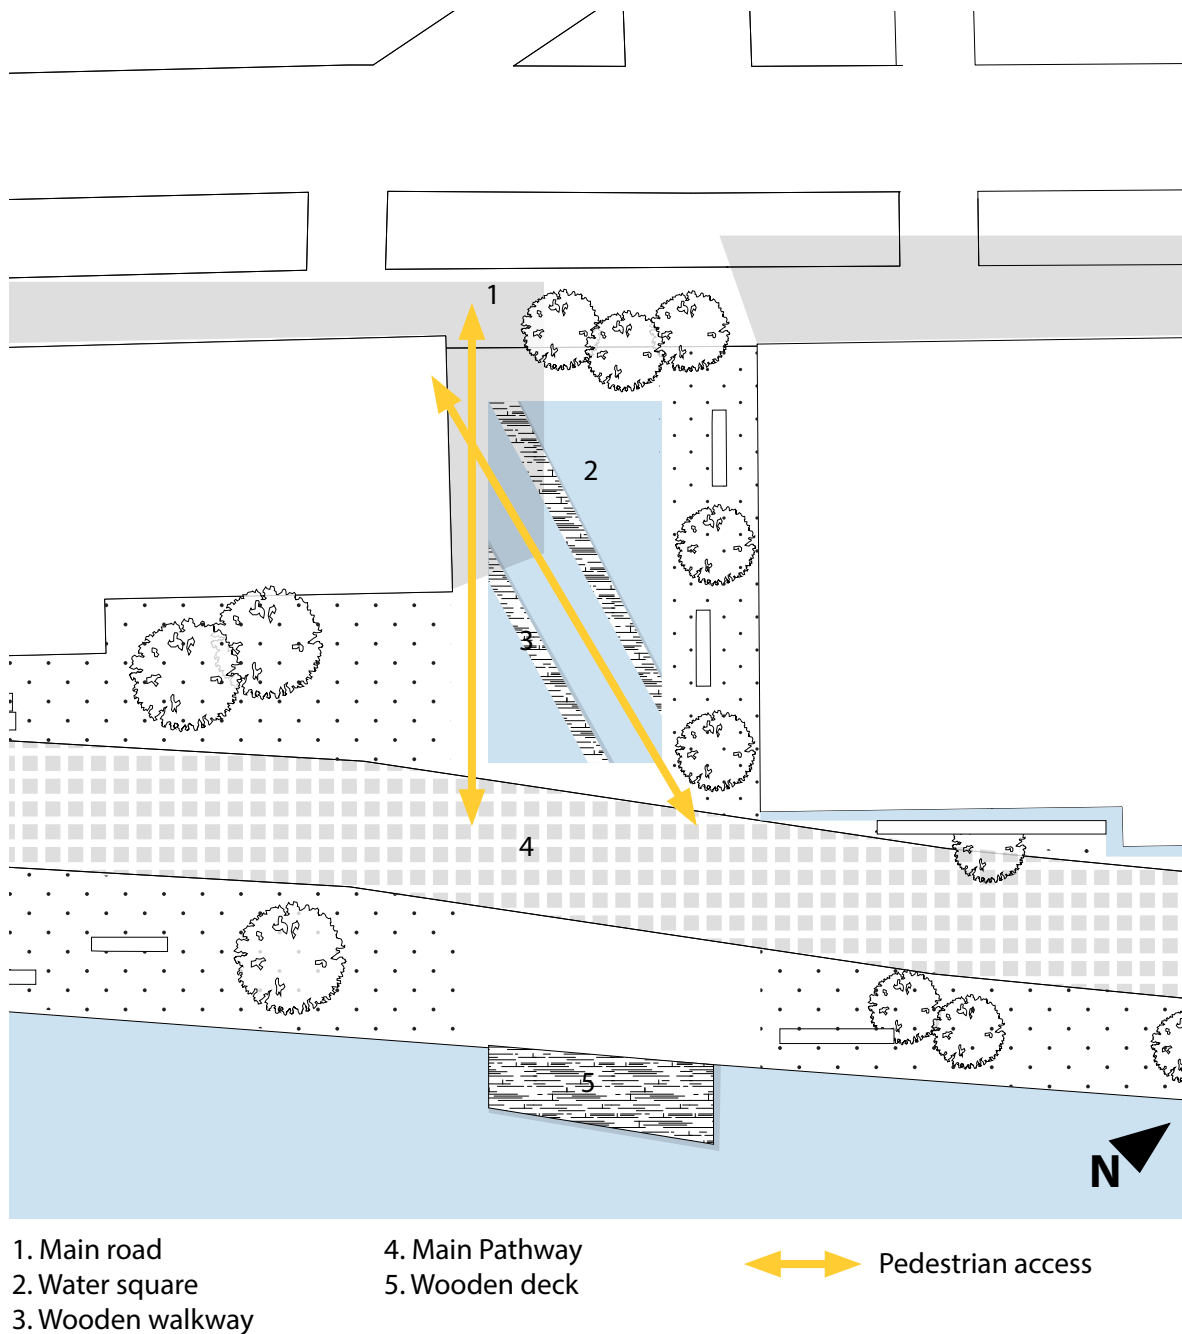 1
2
3
4
5
N
1. Main road
2. Water square
3. Wooden walkway
4. Main Pathway
5. Wooden deck
Pedestrian access